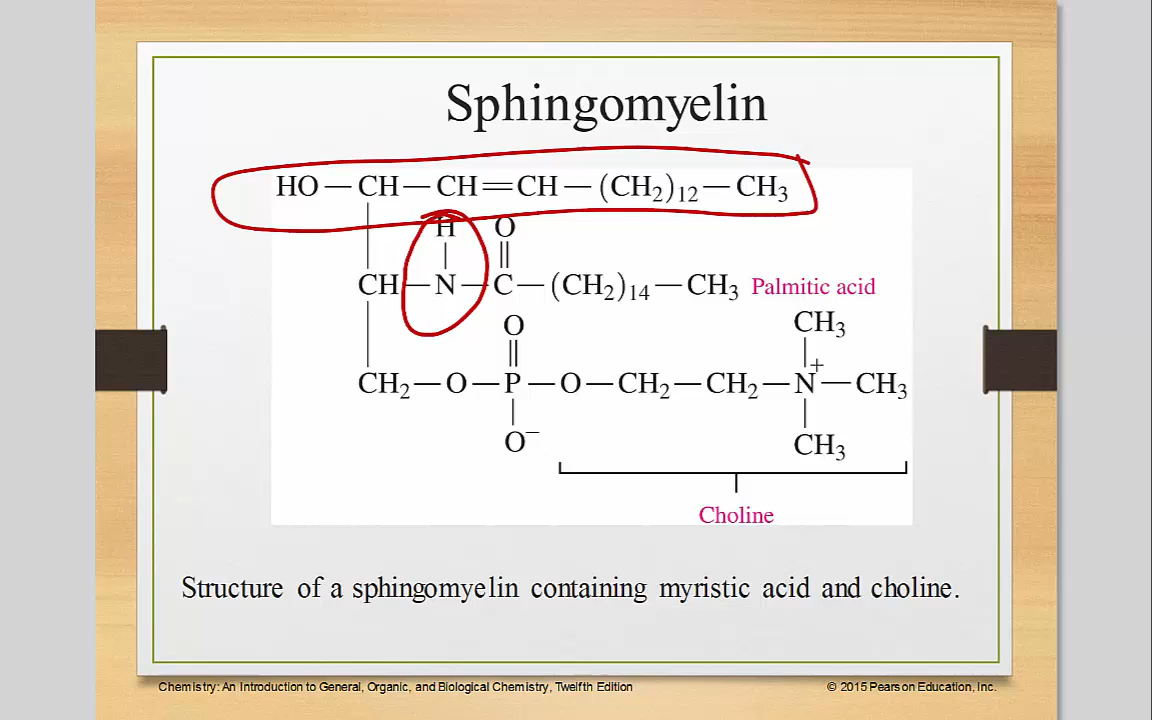 Sphingomyelin
HO—CH—CH=CH—(CH₂)₁₂—CH₃
H O
CH—N—C—(CH₂)₁₄—CH₃ Palmitic acid
O CH₃
CH₂—O—P—O—CH₂—CH₂—N⁺—CH₃
O⁻ CH₃
Choline
Structure of a sphingomyelin containing myristic acid and choline.
Chemistry: An Introduction to General, Organic, and Biological Chemistry, Twelfth Edition
© 2015 Pearson Education, Inc.